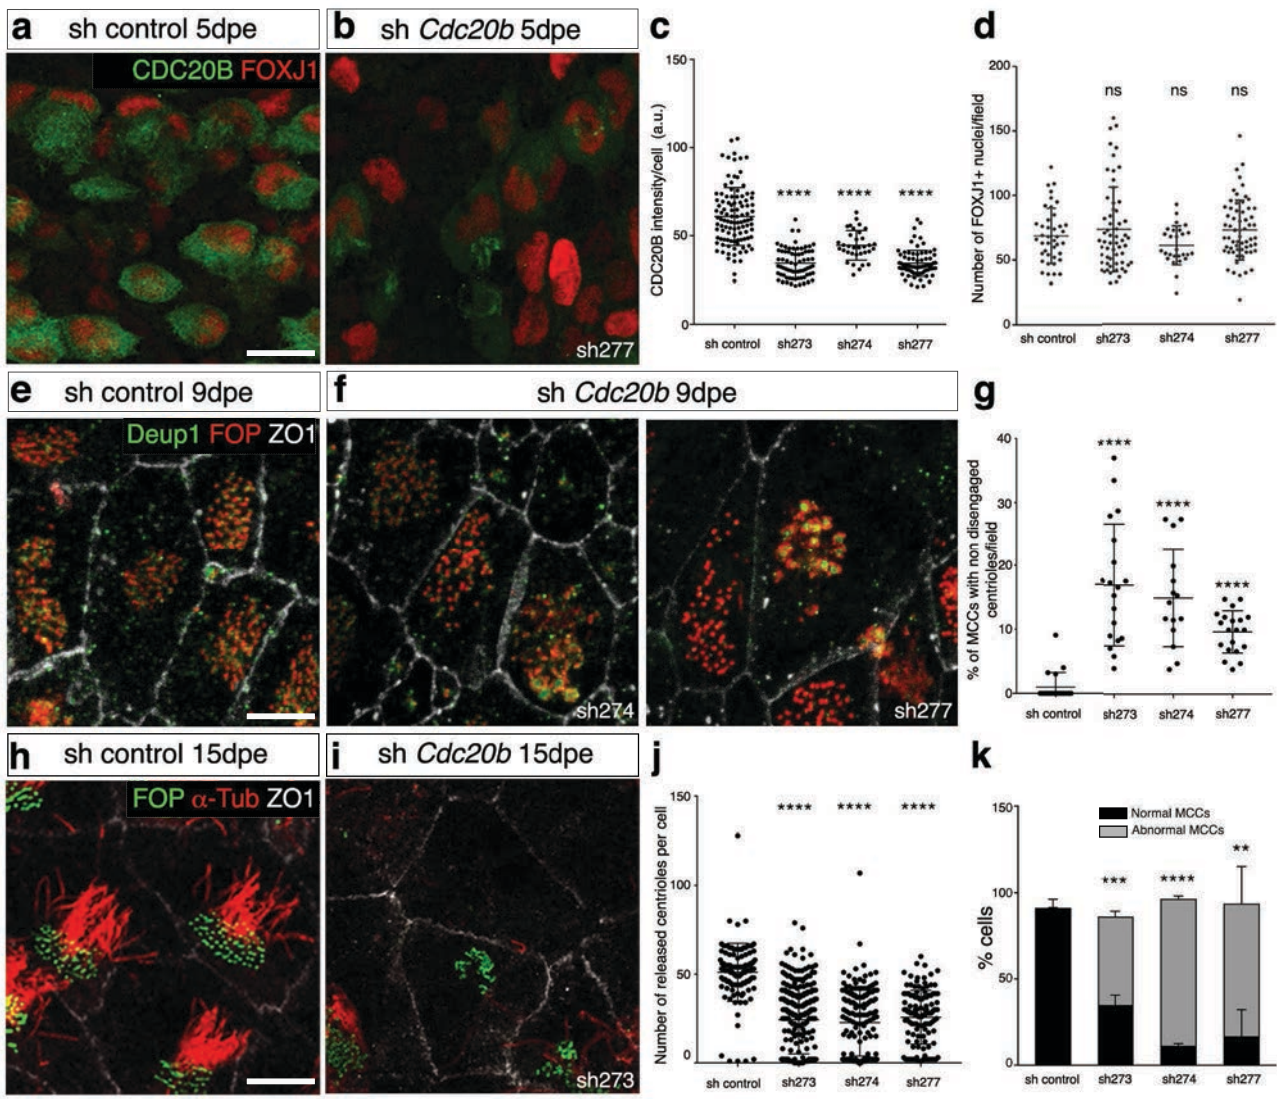 a sh control 5dpe
CDC20B FOXJ1
b sh Cdc20b 5dpe
sh277
c
CDC20B intensity/cell (a.u.)
150
100
50
0
**** **** ****
sh control sh273 sh274 sh277
d
Number of FOXJ1+ nuclei/field
200
150
100
50
0
ns ns ns
sh control sh273 sh274 sh277
e sh control 9dpe
Deup1 FOP ZO1
f sh Cdc20b 9dpe
sh274
sh277
g
% of MCCs with non disengaged
centrioles/field
40
30
20
10
0
****
****
****
sh control sh273 sh274 sh277
h sh control 15dpe
FOP α-Tub ZO1
i sh Cdc20b 15dpe
sh273
j
Number of released centrioles per cell
150
100
50
0
**** **** ****
sh control sh273 sh274 sh277
k
% cells
150
100
50
0
Normal MCCs
Abnormal MCCs
*** **** **
sh control sh273 sh274 sh277